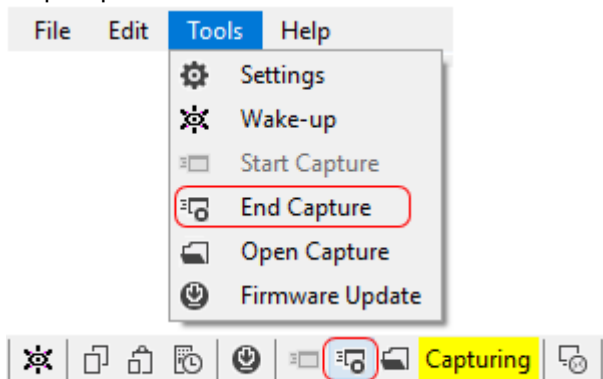 File Edit Tools Help
Settings
Wake-up
Start Capture
End Capture
Open Capture
Firmware Update
Capturing